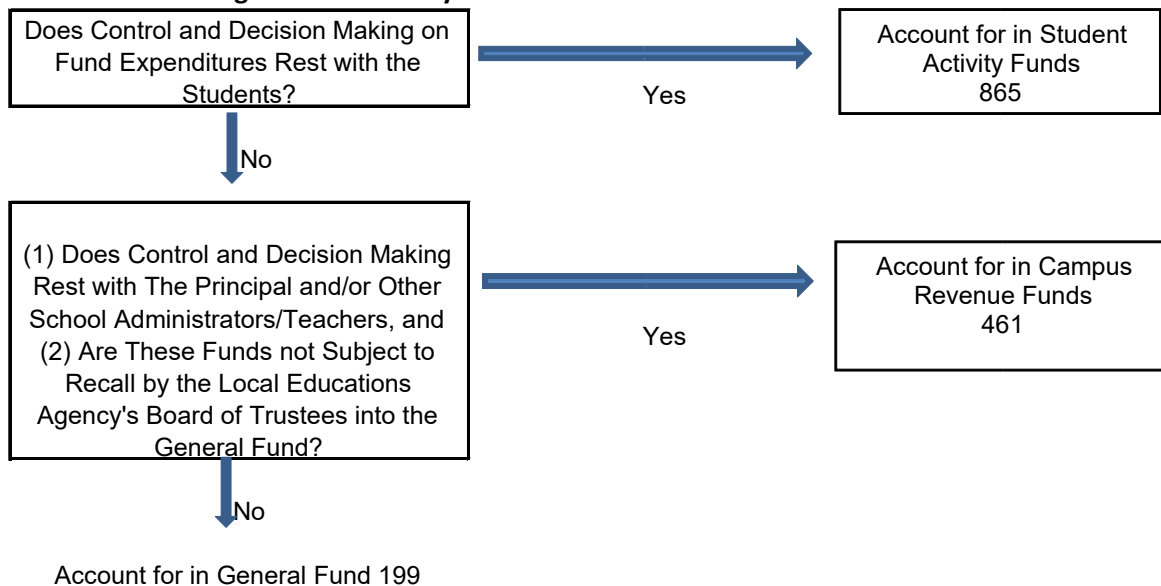 Does Control and Decision Making on
Fund Expenditures Rest with the
Students?
Yes
Account for in Student
Activity Funds
865
No
(1) Does Control and Decision Making
Rest with The Principal and/or Other
School Administrators/Teachers, and
(2) Are These Funds not Subject to
Recall by the Local Educations
Agency's Board of Trustees into the
General Fund?
Yes
Account for in Campus
Revenue Funds
461
No
Account for in General Fund 199